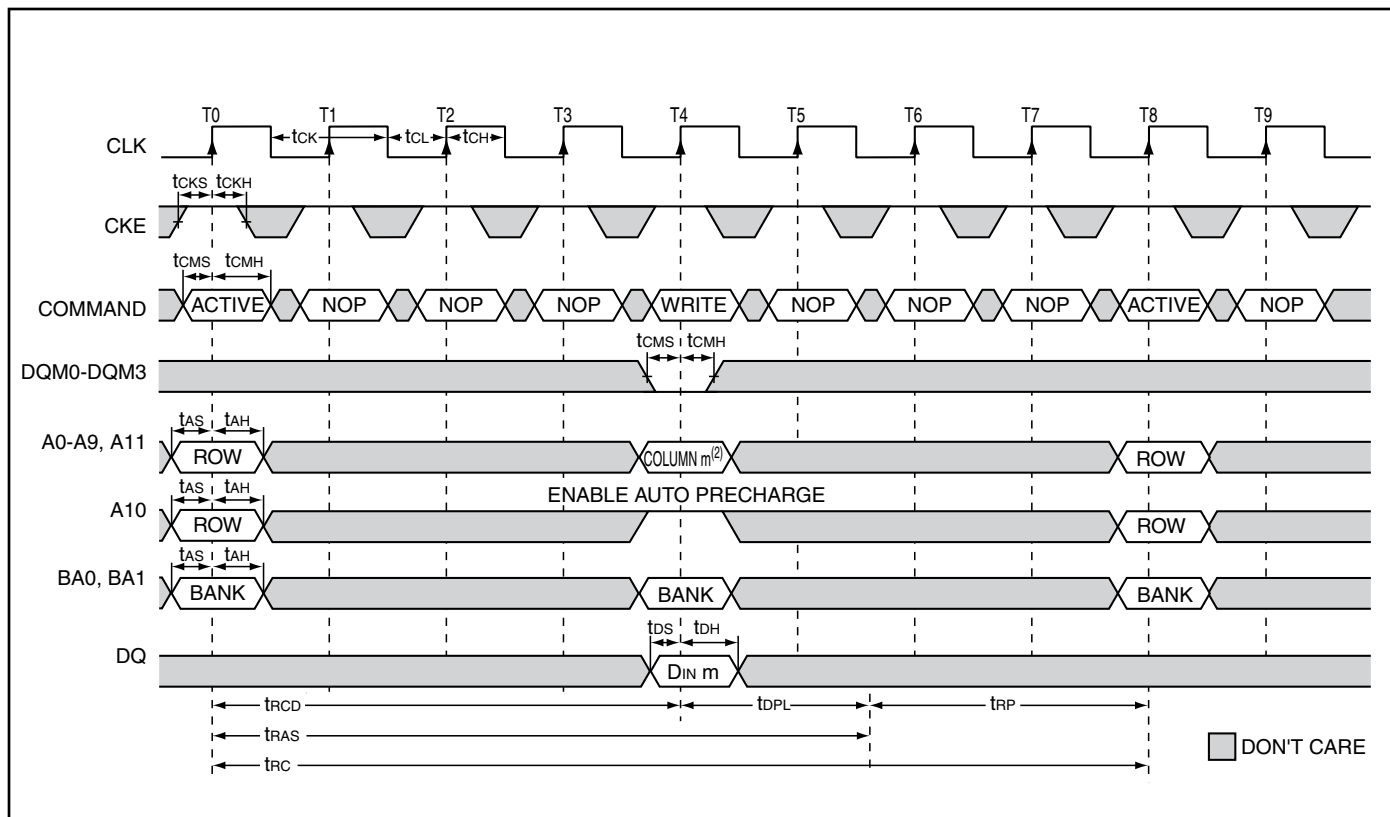 T0 T1 T2 T3 T4 T5 T6 T7 T8 T9
CLK tCK tCL tCH
tCKS tCKH
CKE
tCMS tCMH
COMMAND ACTIVE NOP NOP NOP WRITE NOP NOP NOP ACTIVE NOP
tCMS tCMH
DQM0-DQM3
tAS tAH
A0-A9, A11 ROW COLUMN m(2) ROW
ENABLE AUTO PRECHARGE
tAS tAH
A10 ROW ROW
tAS tAH
BA0, BA1 BANK BANK BANK
tDS tDH
DQ DIN m
tRCD tDPL tRP
tRAS
DON'T CARE
tRC